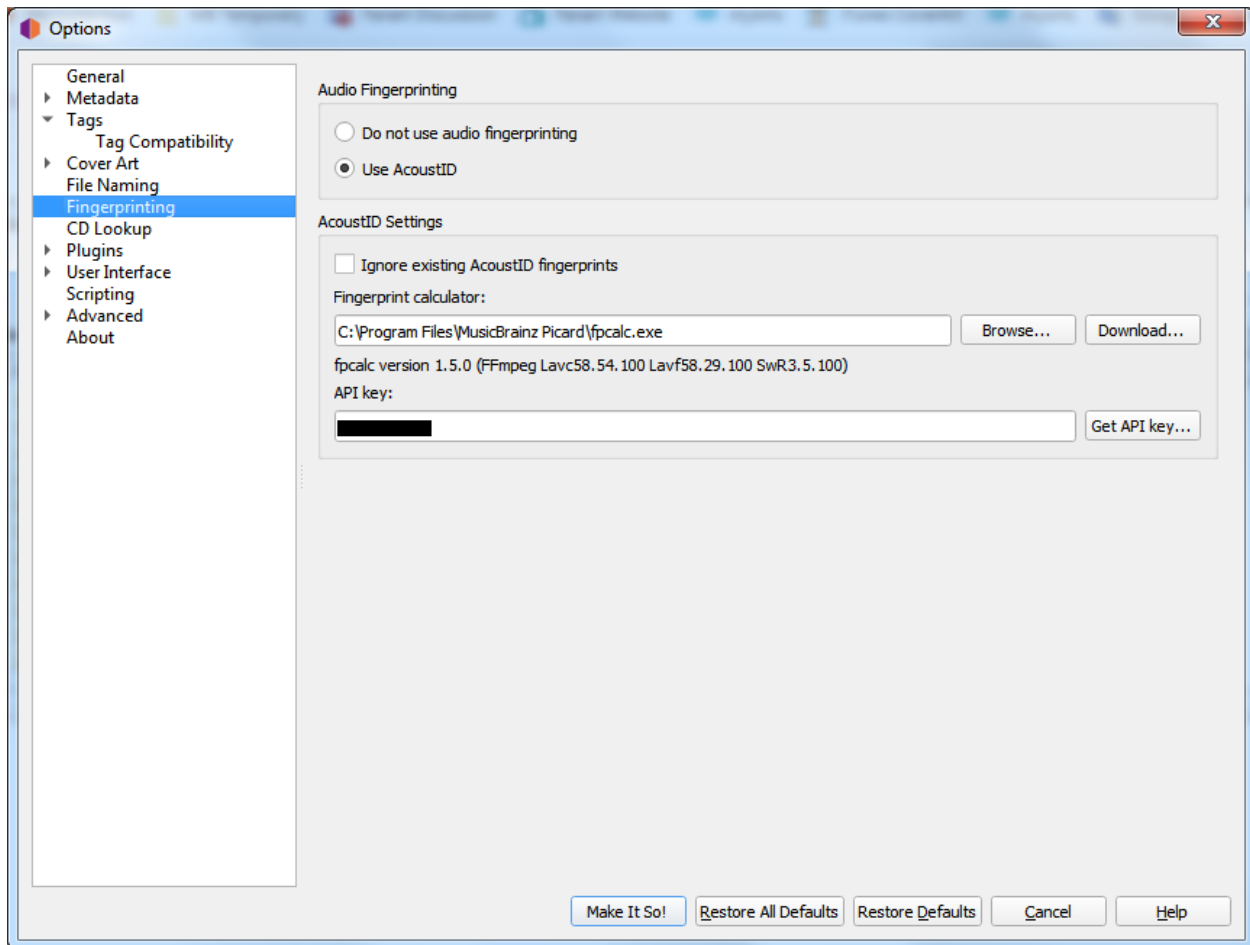 Options
General
Metadata
Tags
Tag Compatibility
Cover Art
File Naming
Fingerprinting
CD Lookup
Plugins
User Interface
Scripting
Advanced
About
Audio Fingerprinting
Do not use audio fingerprinting
Use AcoustID
AcoustID Settings
Ignore existing AcoustID fingerprints
Fingerprint calculator:
C:\Program Files\MusicBrainz Picard\fpcalc.exe Browse... Download...
fpcalc version 1.5.0 (FFmpeg Lavc58.54.100 Lavf58.29.100 SwR3.5.100)
API key:
Get API key...
Make It So! Restore All Defaults Restore Defaults Cancel Help